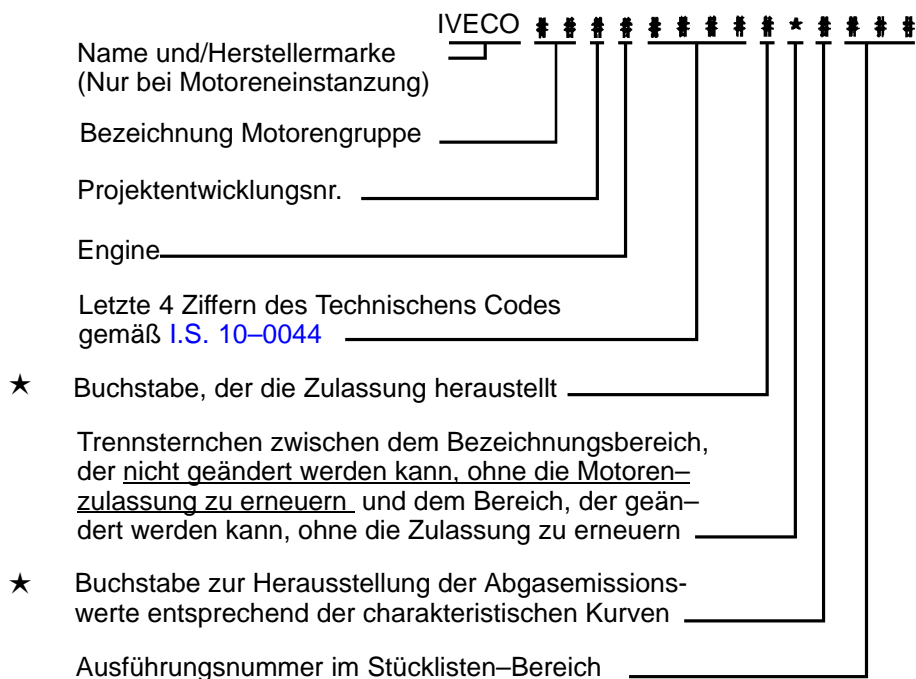 IVECO # # # # # # # # # * # # # #
Name und/Herstellermarke
(Nur bei Motoreneinstanzung)
Bezeichnung Motorengruppe
Projektentwicklungsnr.
Engine
Letzte 4 Ziffern des Technischens Codes
gemäß I.S. 10–0044
★ Buchstabe, der die Zulassung heraustellt
Trennsternchen zwischen dem Bezeichnungsbereich,
der nicht geändert werden kann, ohne die Motoren–
zulassung zu erneuern und dem Bereich, der geän–
dert werden kann, ohne die Zulassung zu erneuern
★ Buchstabe zur Herausstellung der Abgasemissions-
werte entsprechend der charakteristischen Kurven
Ausführungsnummer im Stücklisten–Bereich